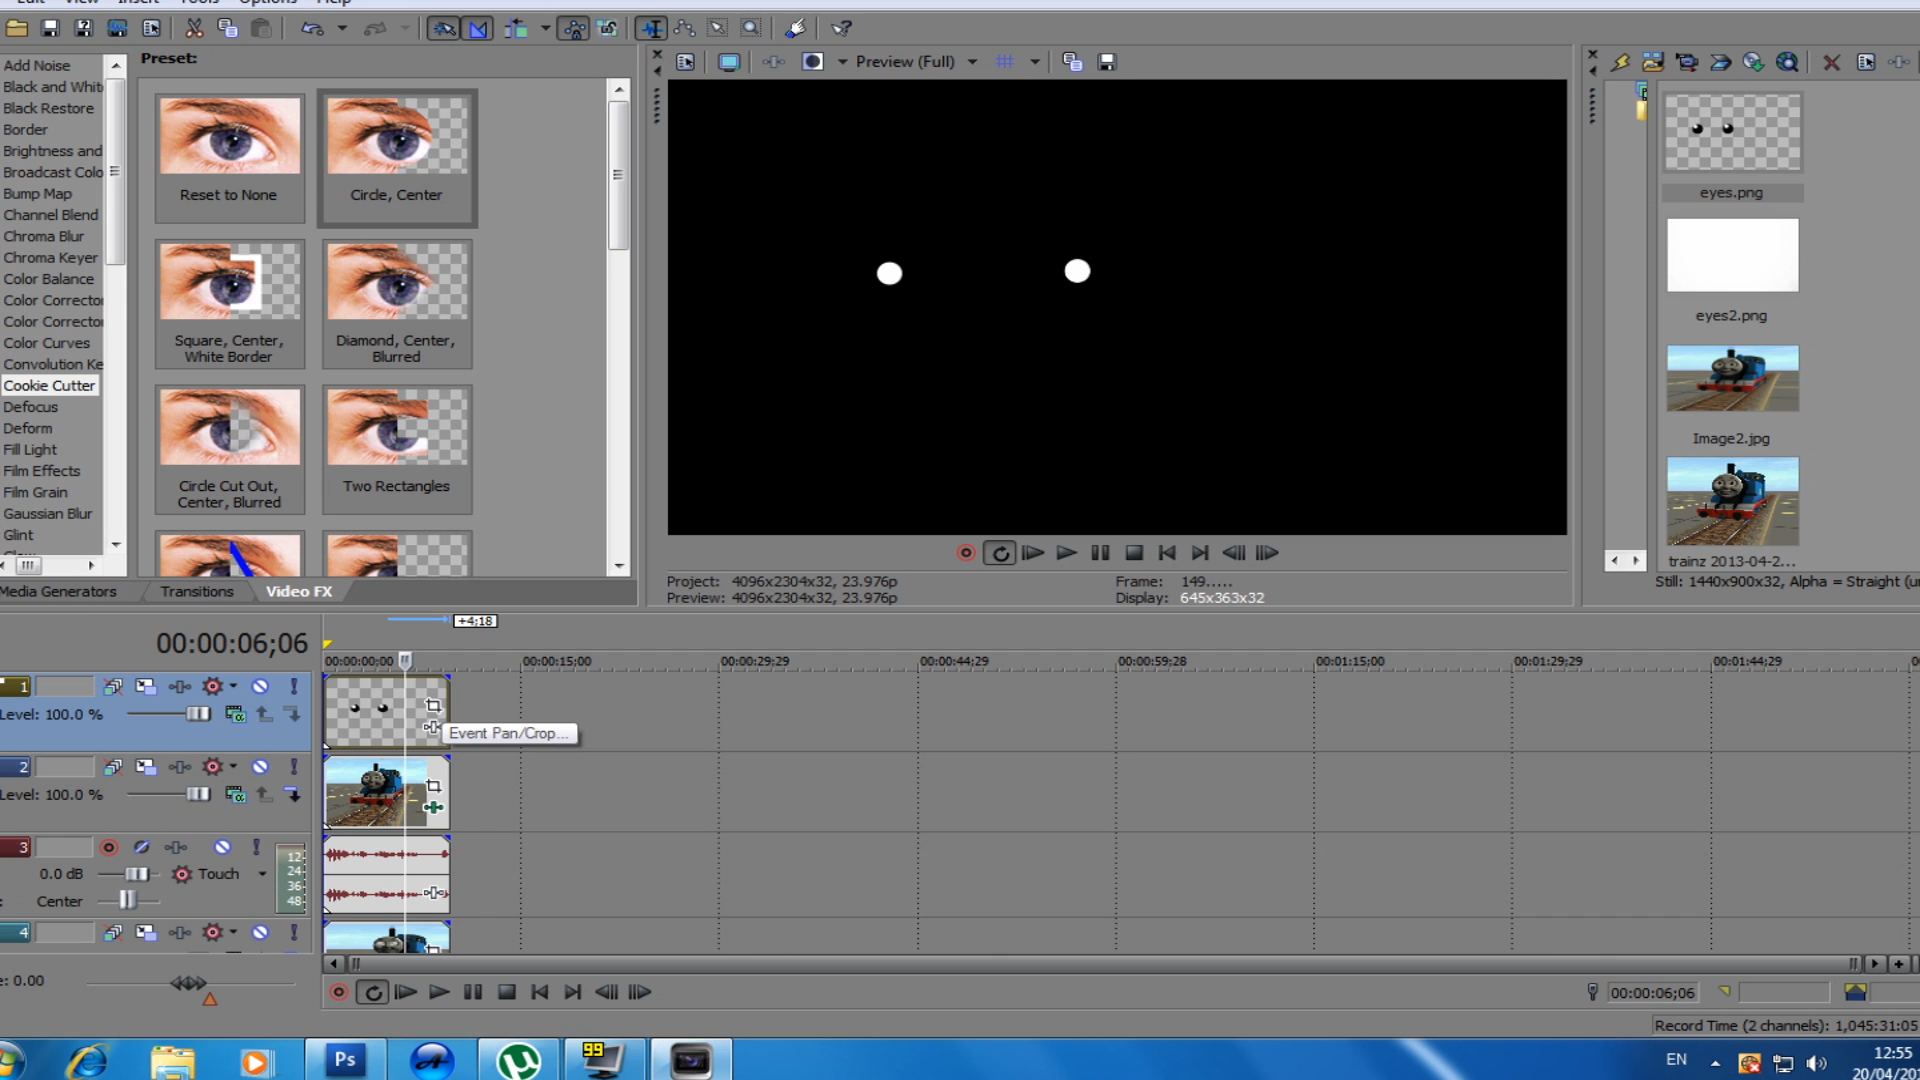 Edit View Insert Tools Options Help
Add Noise
Black and Whit
Black Restore
Border
Brightness and
Broadcast Colo
Bump Map
Channel Blend
Chroma Blur
Chroma Keyer
Color Balance
Color Corrector
Color Corrector
Color Curves
Convolution Ke
Cookie Cutter
Defocus
Deform
Fill Light
Film Effects
Film Grain
Gaussian Blur
Glint
Preset:
Reset to None
Circle, Center
Square, Center,
White Border
Diamond, Center,
Blurred
Circle Cut Out,
Center, Blurred
Two Rectangles
Media Generators
Transitions
Video FX
Preview (Full)
Project: 4096x2304x32, 23.976p
Preview: 4096x2304x32, 23.976p
Frame: 149.....
Display: 645x363x32
eyes.png
eyes2.png
Image2.jpg
trainz 2013-04-2...
Still: 1440x900x32, Alpha = Straight (u
+4;18
00:00:06;06
00:00:00;00
00:00:15;00
00:00:29;29
00:00:44;29
00:00:59;28
00:01:15;00
00:01:29;29
00:01:44;29
1
Level: 100.0 %
Event Pan/Crop...
2
Level: 100.0 %
3
0.0 dB
Touch
Center
12
24
36
48
4
: 0.00
00:00:06;06
Record Time (2 channels): 1,045:31:05
Ps
99
EN
12:55
20/04/201